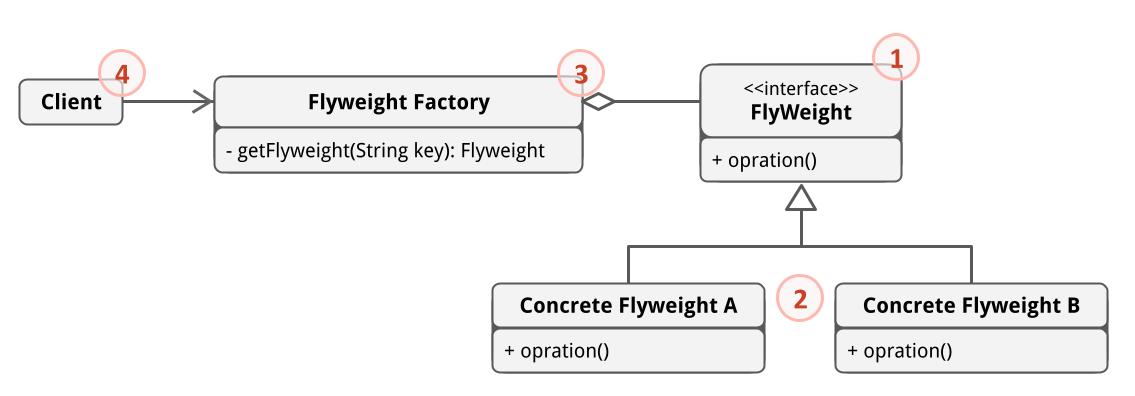 4
Client
3
Flyweight Factory
- getFlyweight(String key): Flyweight
1
<<interface>>
FlyWeight
+ opration()
2
Concrete Flyweight A
+ opration()
Concrete Flyweight B
+ opration()